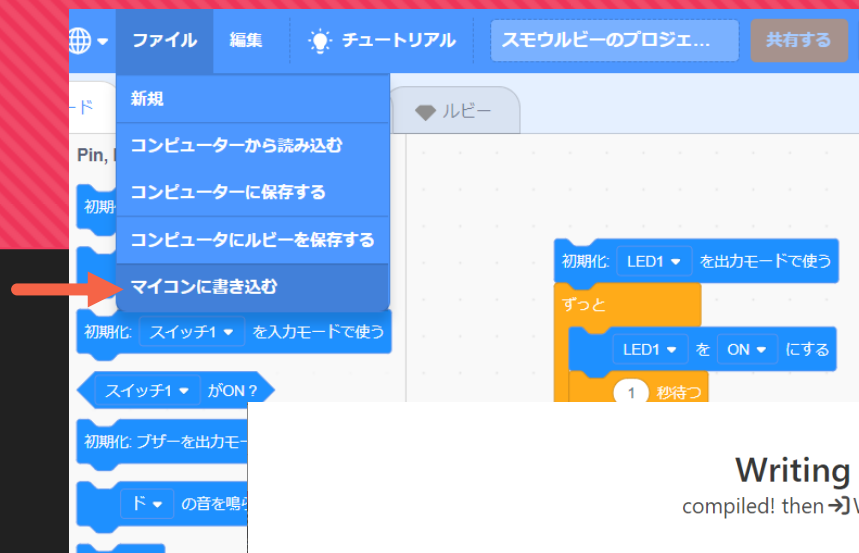 ファイル 編集 チュートリアル スモウルビーのプロジェ... 共有する
ード
新規
ルビー
Pin,
コンピューターから読み込む
コンピューターに保存する
初期
コンピュータにルビーを保存する
マイコンに書き込む
初期化: LED1 を出力モードで使う
ずっと
初期化: スイッチ1 を入力モードで使う
LED1 を ON にする
スイッチ1 がON？
1 秒待つ
初期化: ブザーを出力モー
Writing
ド の音を鳴ら
compiled! then